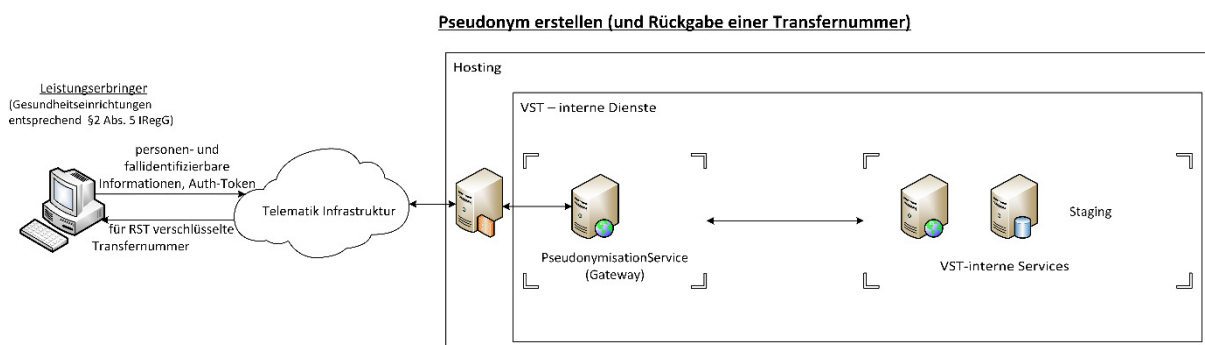 Pseudonym erstellen (und Rückgabe einer Transfernummer)
Hosting
VST – interne Dienste
Leistungserbringer
(Gesundheitseinrichtungen
entsprechend §2 Abs. 5 IRegG)
personen- und
fallidentifizierbare
Informationen, Auth-Token
für RST verschlüsselte
Transfernummer
Telematik Infrastruktur
PseudonymisationService
(Gateway)
VST-interne Services
Staging